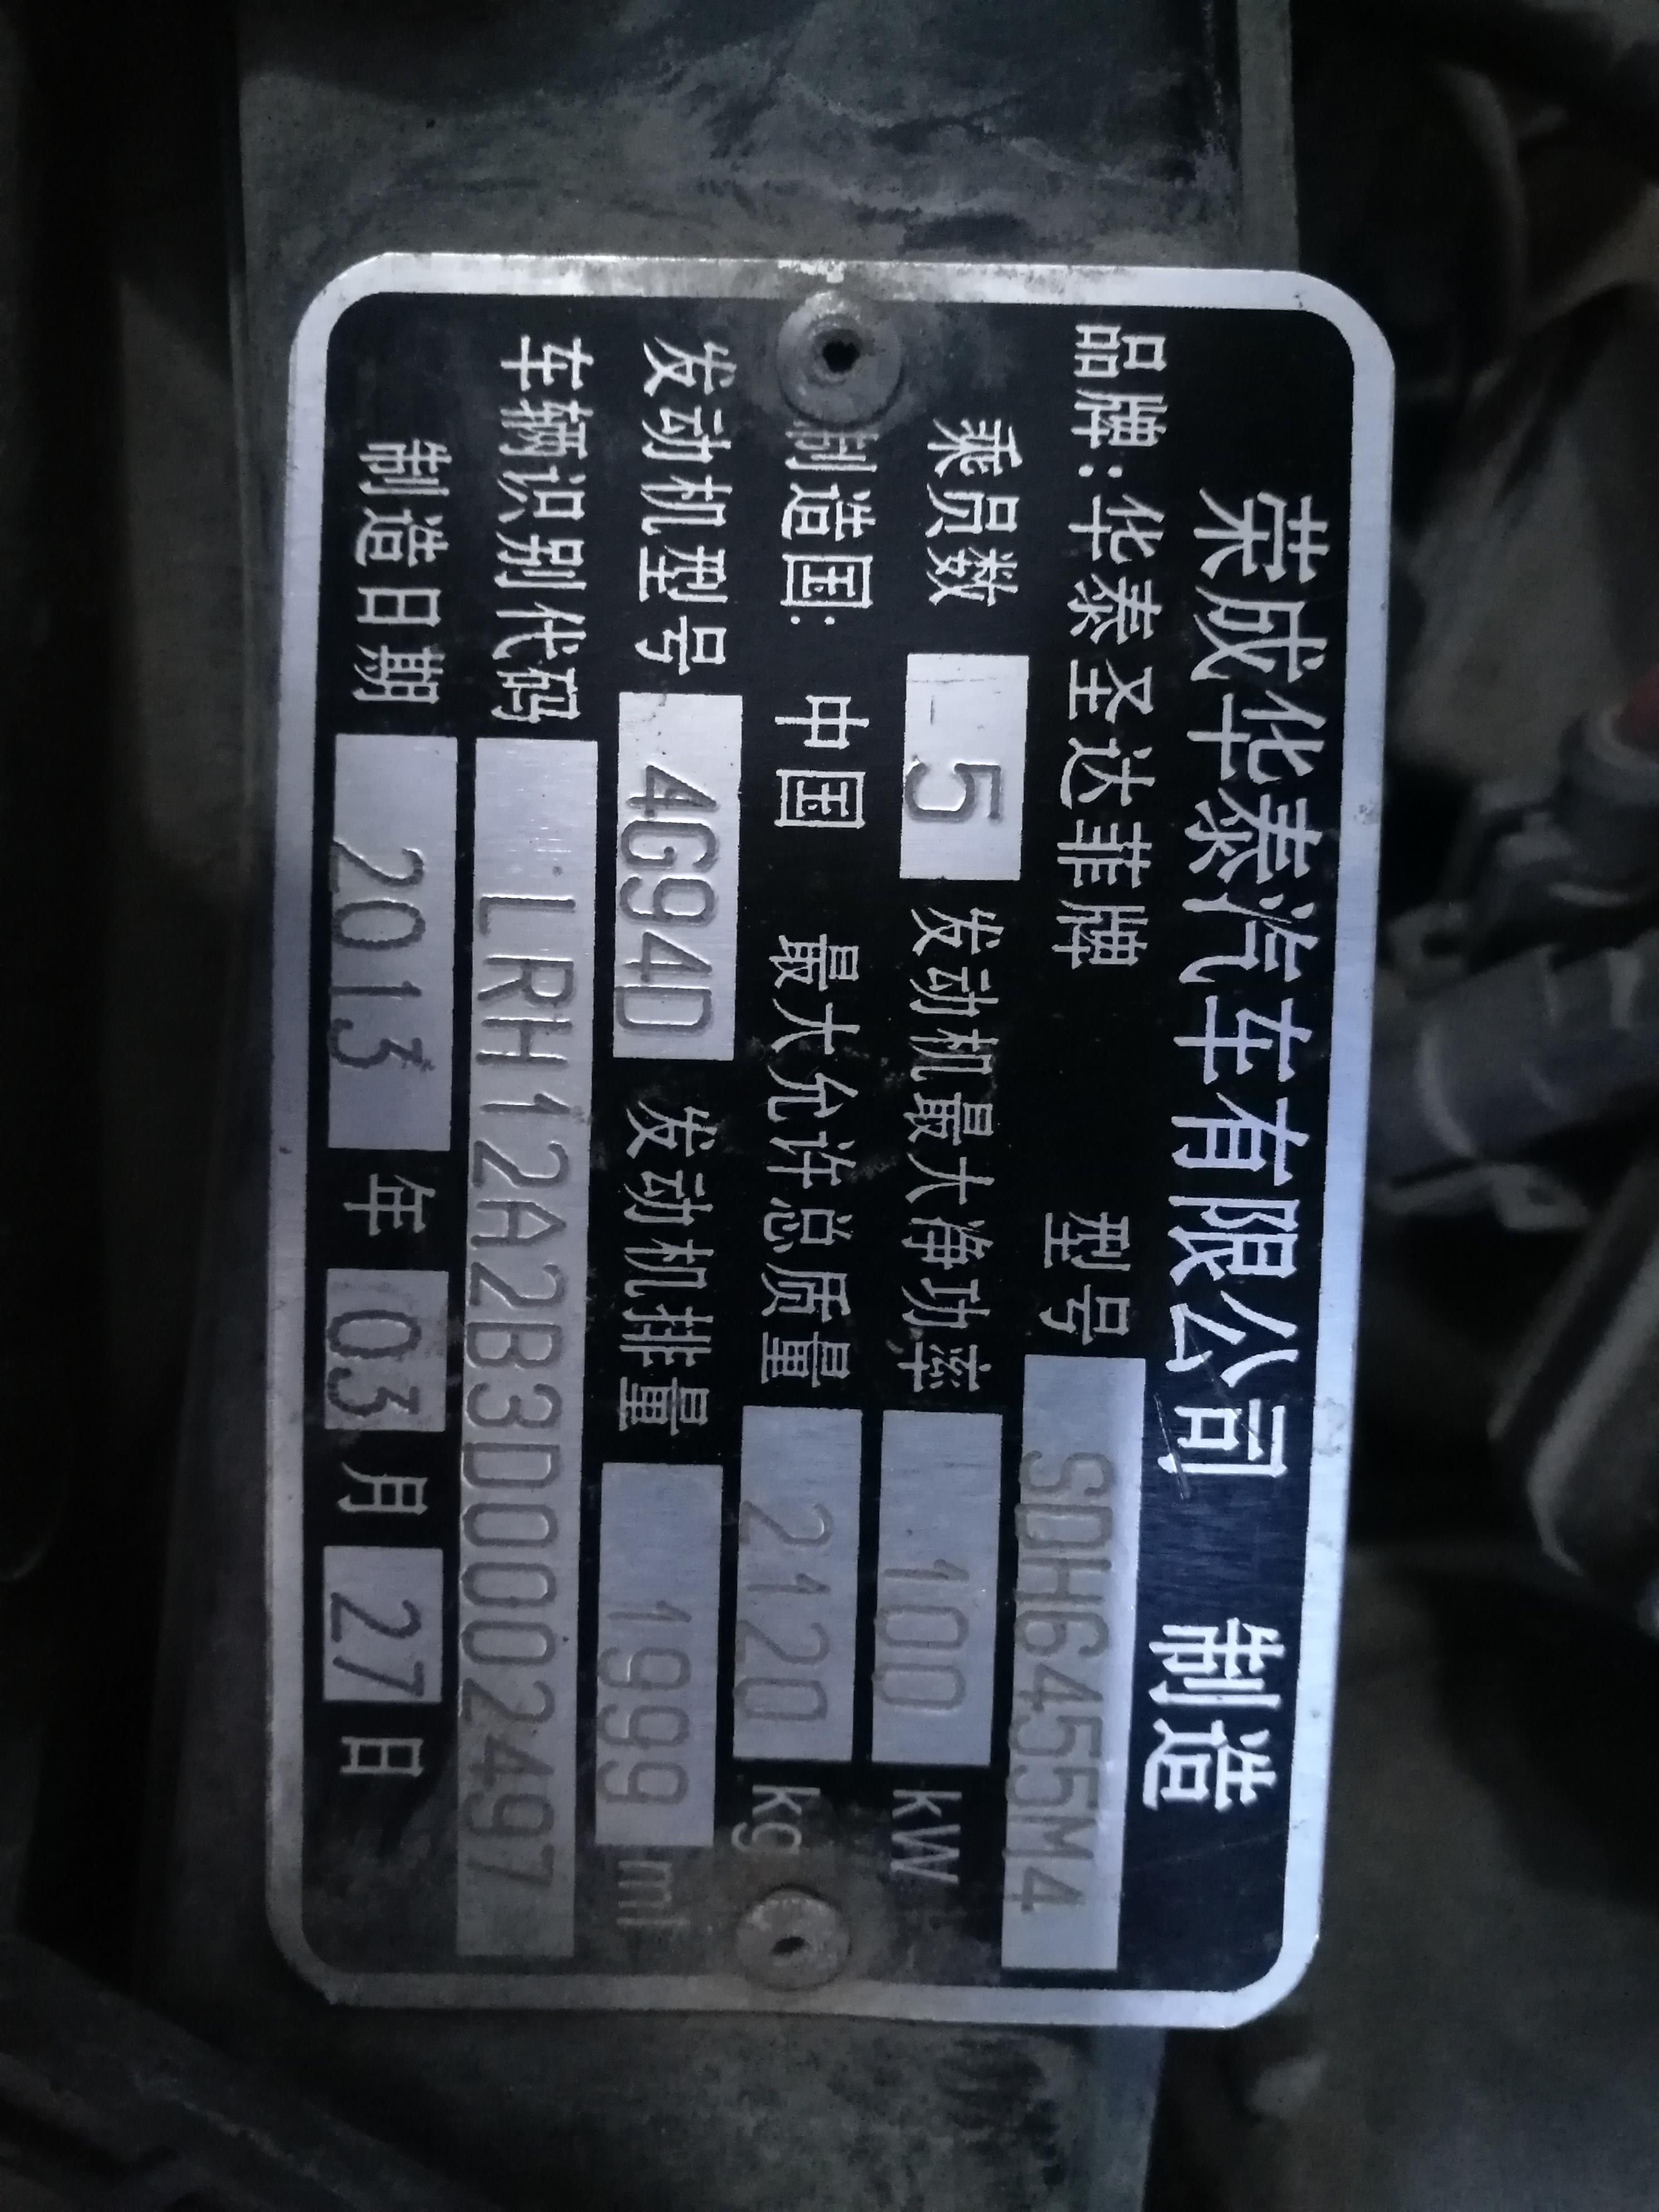 荣成华泰汽车有限公司 制造
品牌:华泰圣达菲牌 型号 SDH6455M4
乘员数 5 发动机最大净功率 100 kW
制造国: 中国 最大允许总质量 2120 kg
发动机型号 4G94D 发动机排量 1999 ml
车辆识别代码 LRH12A2B3D0002497
制造日期 2013 年 03 月 27 日